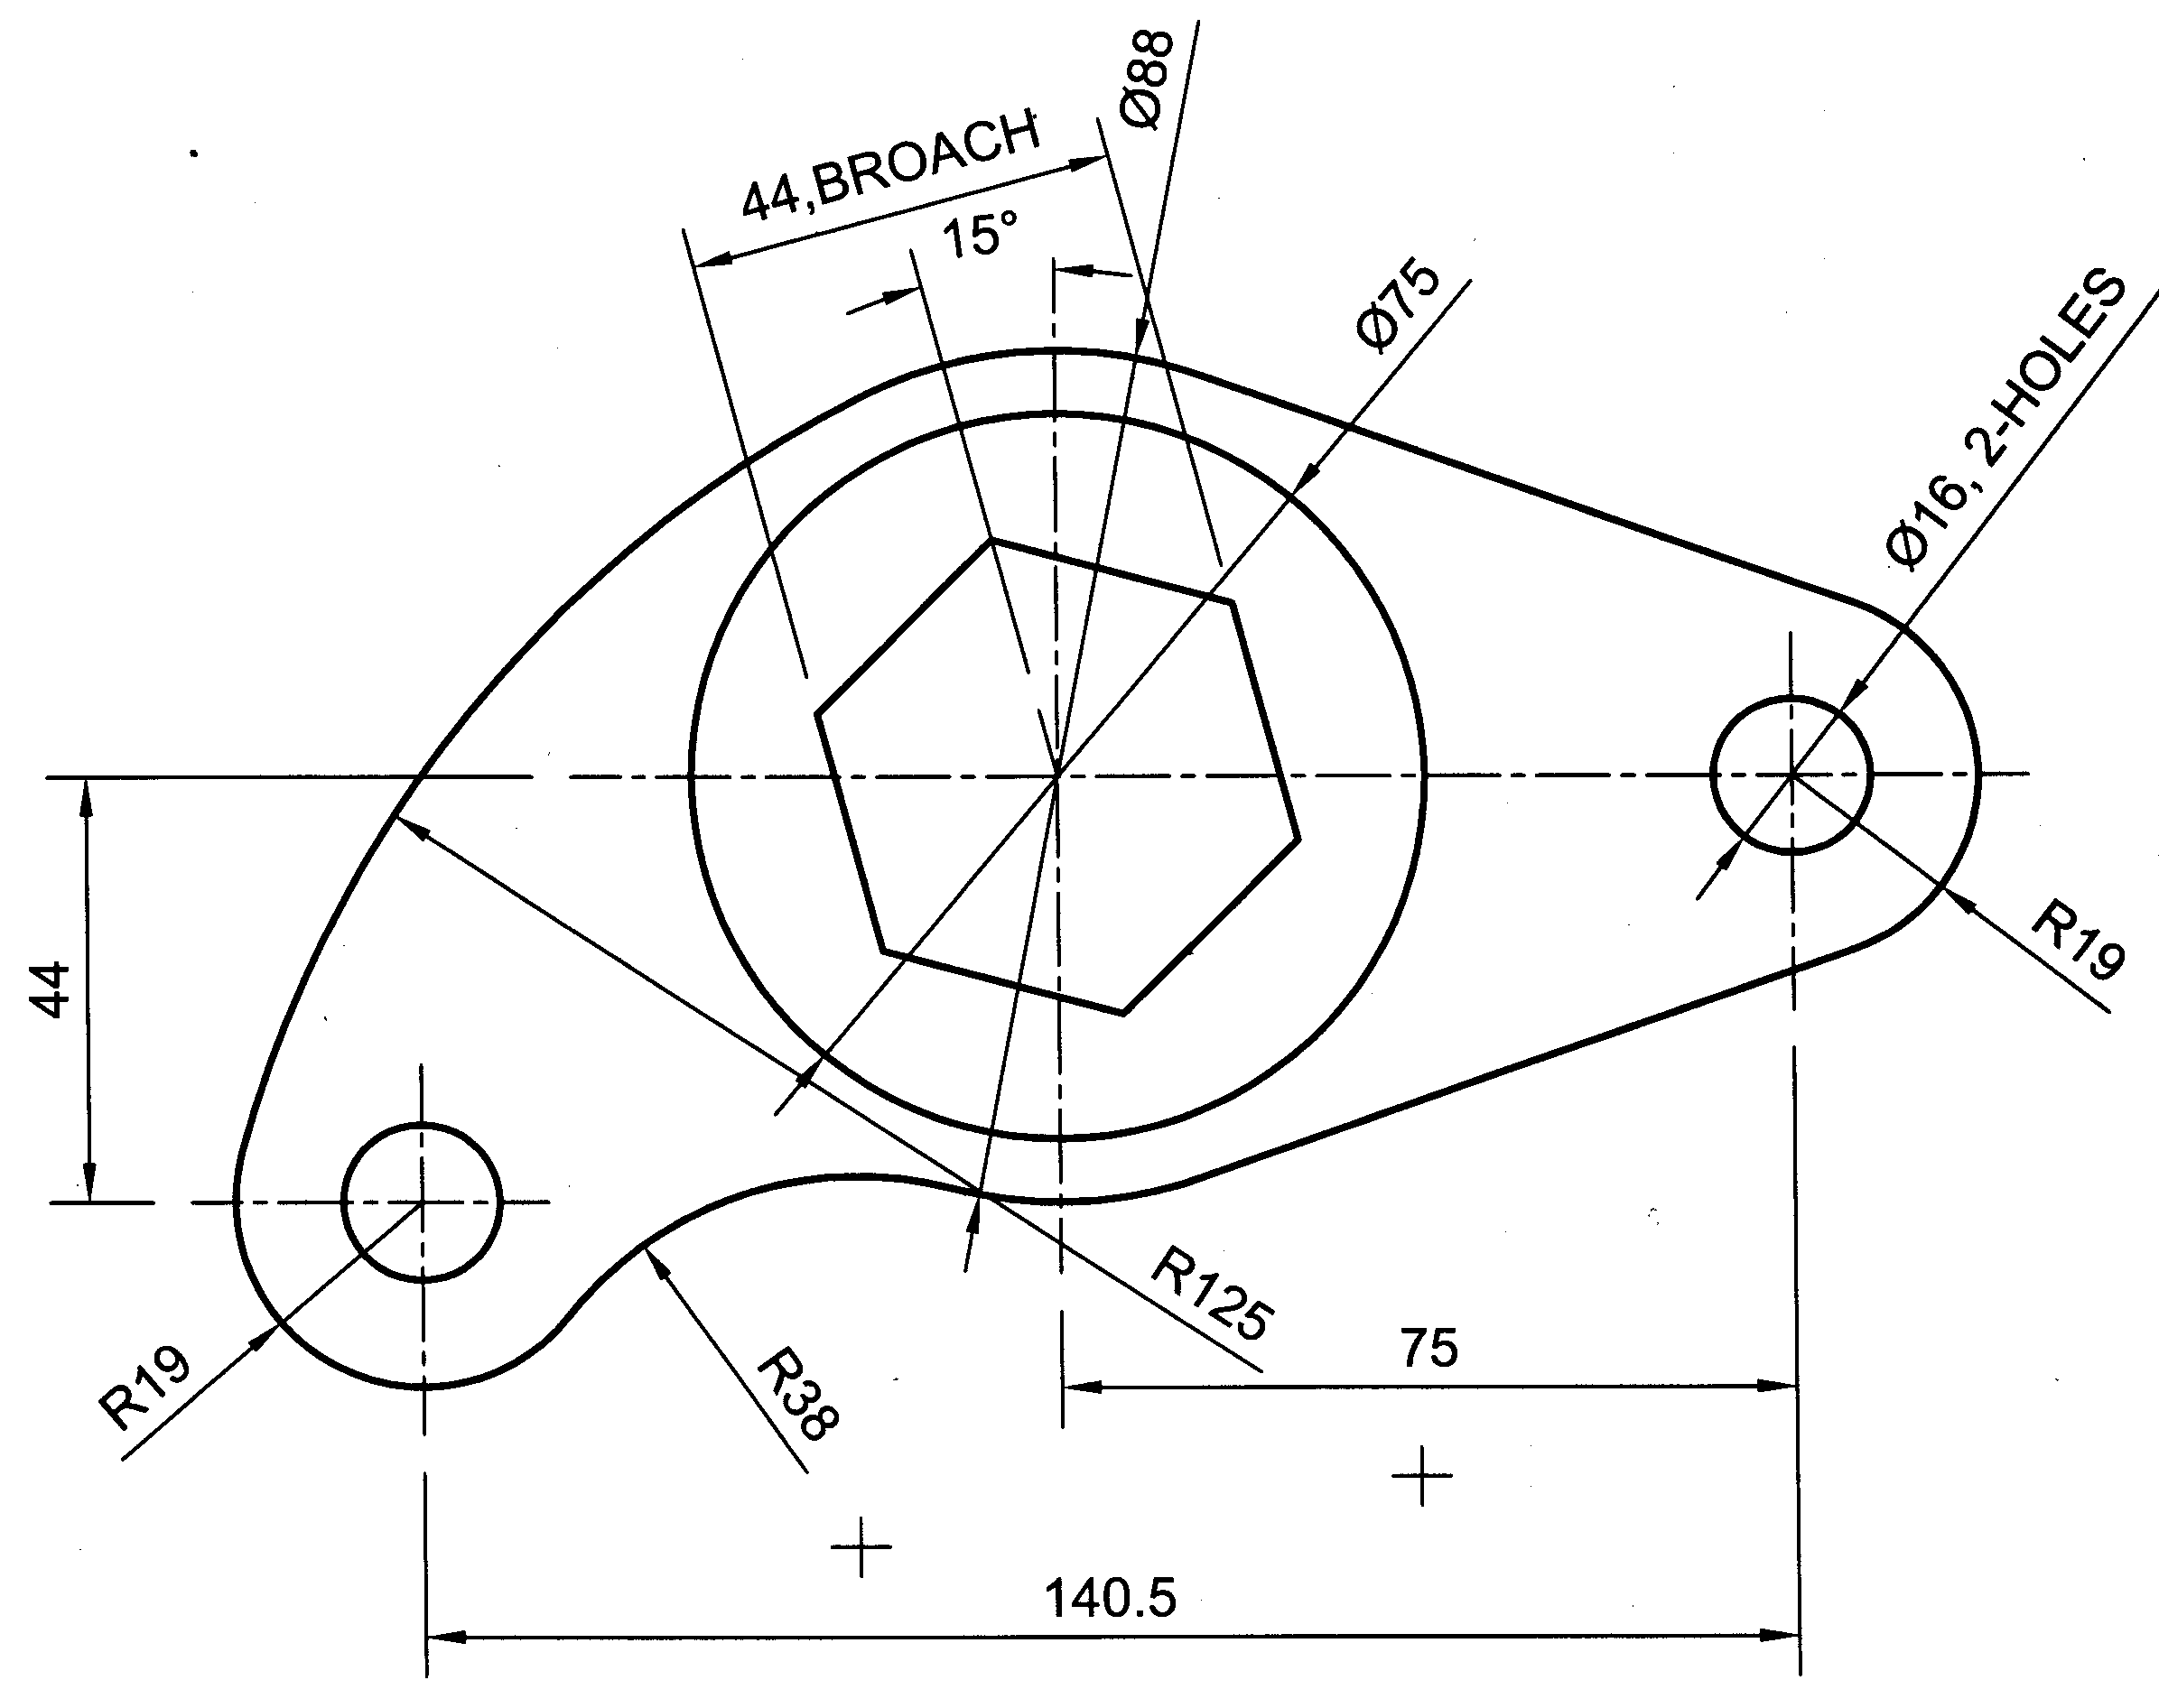 Ø88
44,BROACH
15°
Ø75
Ø16, 2-HOLES
R19
44
R125
75
R19
R38
140.5